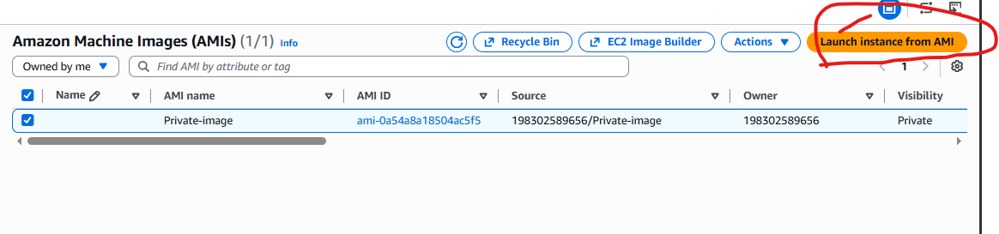 Amazon Machine Images (AMIs) (1/1) Info
Recycle Bin
EC2 Image Builder
Actions
Launch instance from AMI
Owned by me
Find AMI by attribute or tag
1
Name AMI name AMI ID Source Owner Visibility
Private-image ami-0a54a8a18504ac5f5 198302589656/Private-image 198302589656 Private